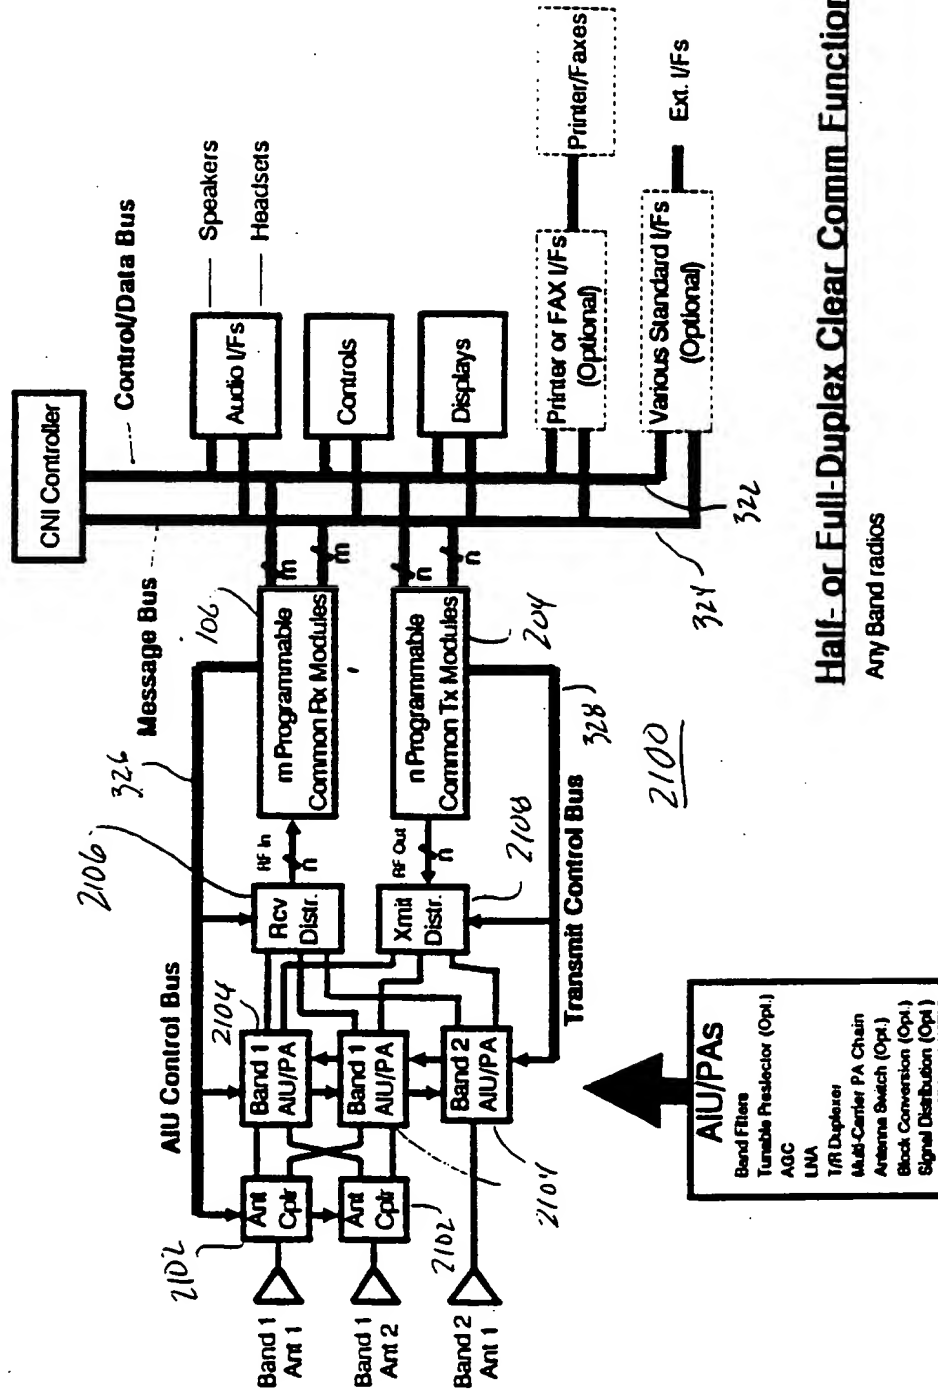 CNI Controller
Control/Data Bus
Message Bus
Speakers
Headsets
Audio I/Fs
Controls
Displays
Printer or FAX I/Fs
(Optional)
Printer/Faxes
Various Standard I/Fs
(Optional)
Ext. I/Fs
322
324
326
AIU Control Bus
106
m Programmable
Common Rx Modules
m
m
n Programmable
Common Tx Modules
n
n
204
2106
Rcv
Distr.
RF In
n
Xmit
Distr.
RF Out
n
2108
328
Transmit Control Bus
2104
Band 1
AIU/PA
Band 1
AIU/PA
Band 2
AIU/PA
2104
2102
Ant
Cplr
Ant
Cplr
2102
Band 1
Ant 1
Band 1
Ant 2
Band 2
Ant 1
2100
AIU/PAs
Band Filters
Tunable Preslector (Opt.)
AGC
LNA
T/R Duplexer
Multi-Carrier PA Chain
Antenna Switch (Opt.)
Block Conversion (Opt.)
Signal Distribution (Opt)
Half- or Full-Duplex Clear Comm Function
Any Band radios